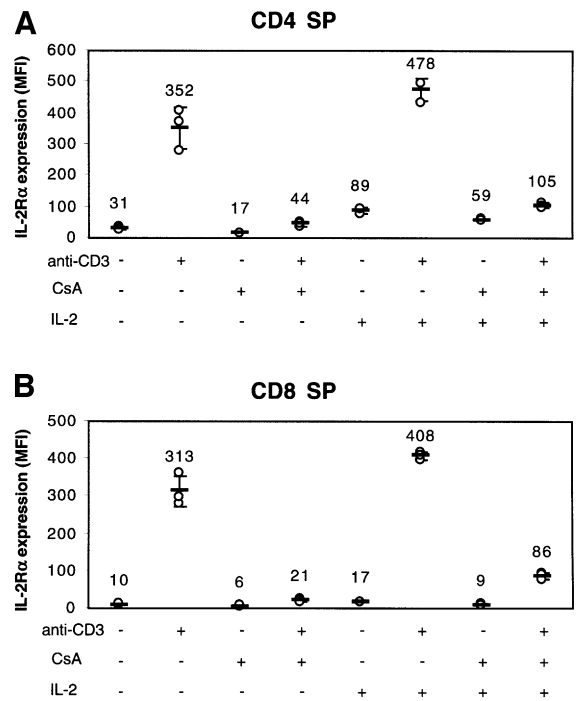 A
CD4 SP
IL-2Rα expression (MFI)
600
500
400
300
200
100
0
31
352
17
44
89
478
59
105
anti-CD3 - + - + - + - +
CsA - - + + - - + +
IL-2 - - - - + + + +
B
CD8 SP
IL-2Rα expression (MFI)
500
400
300
200
100
0
10
313
6
21
17
408
9
86
anti-CD3 - + - + - + - +
CsA - - + + - - + +
IL-2 - - - - + + + +